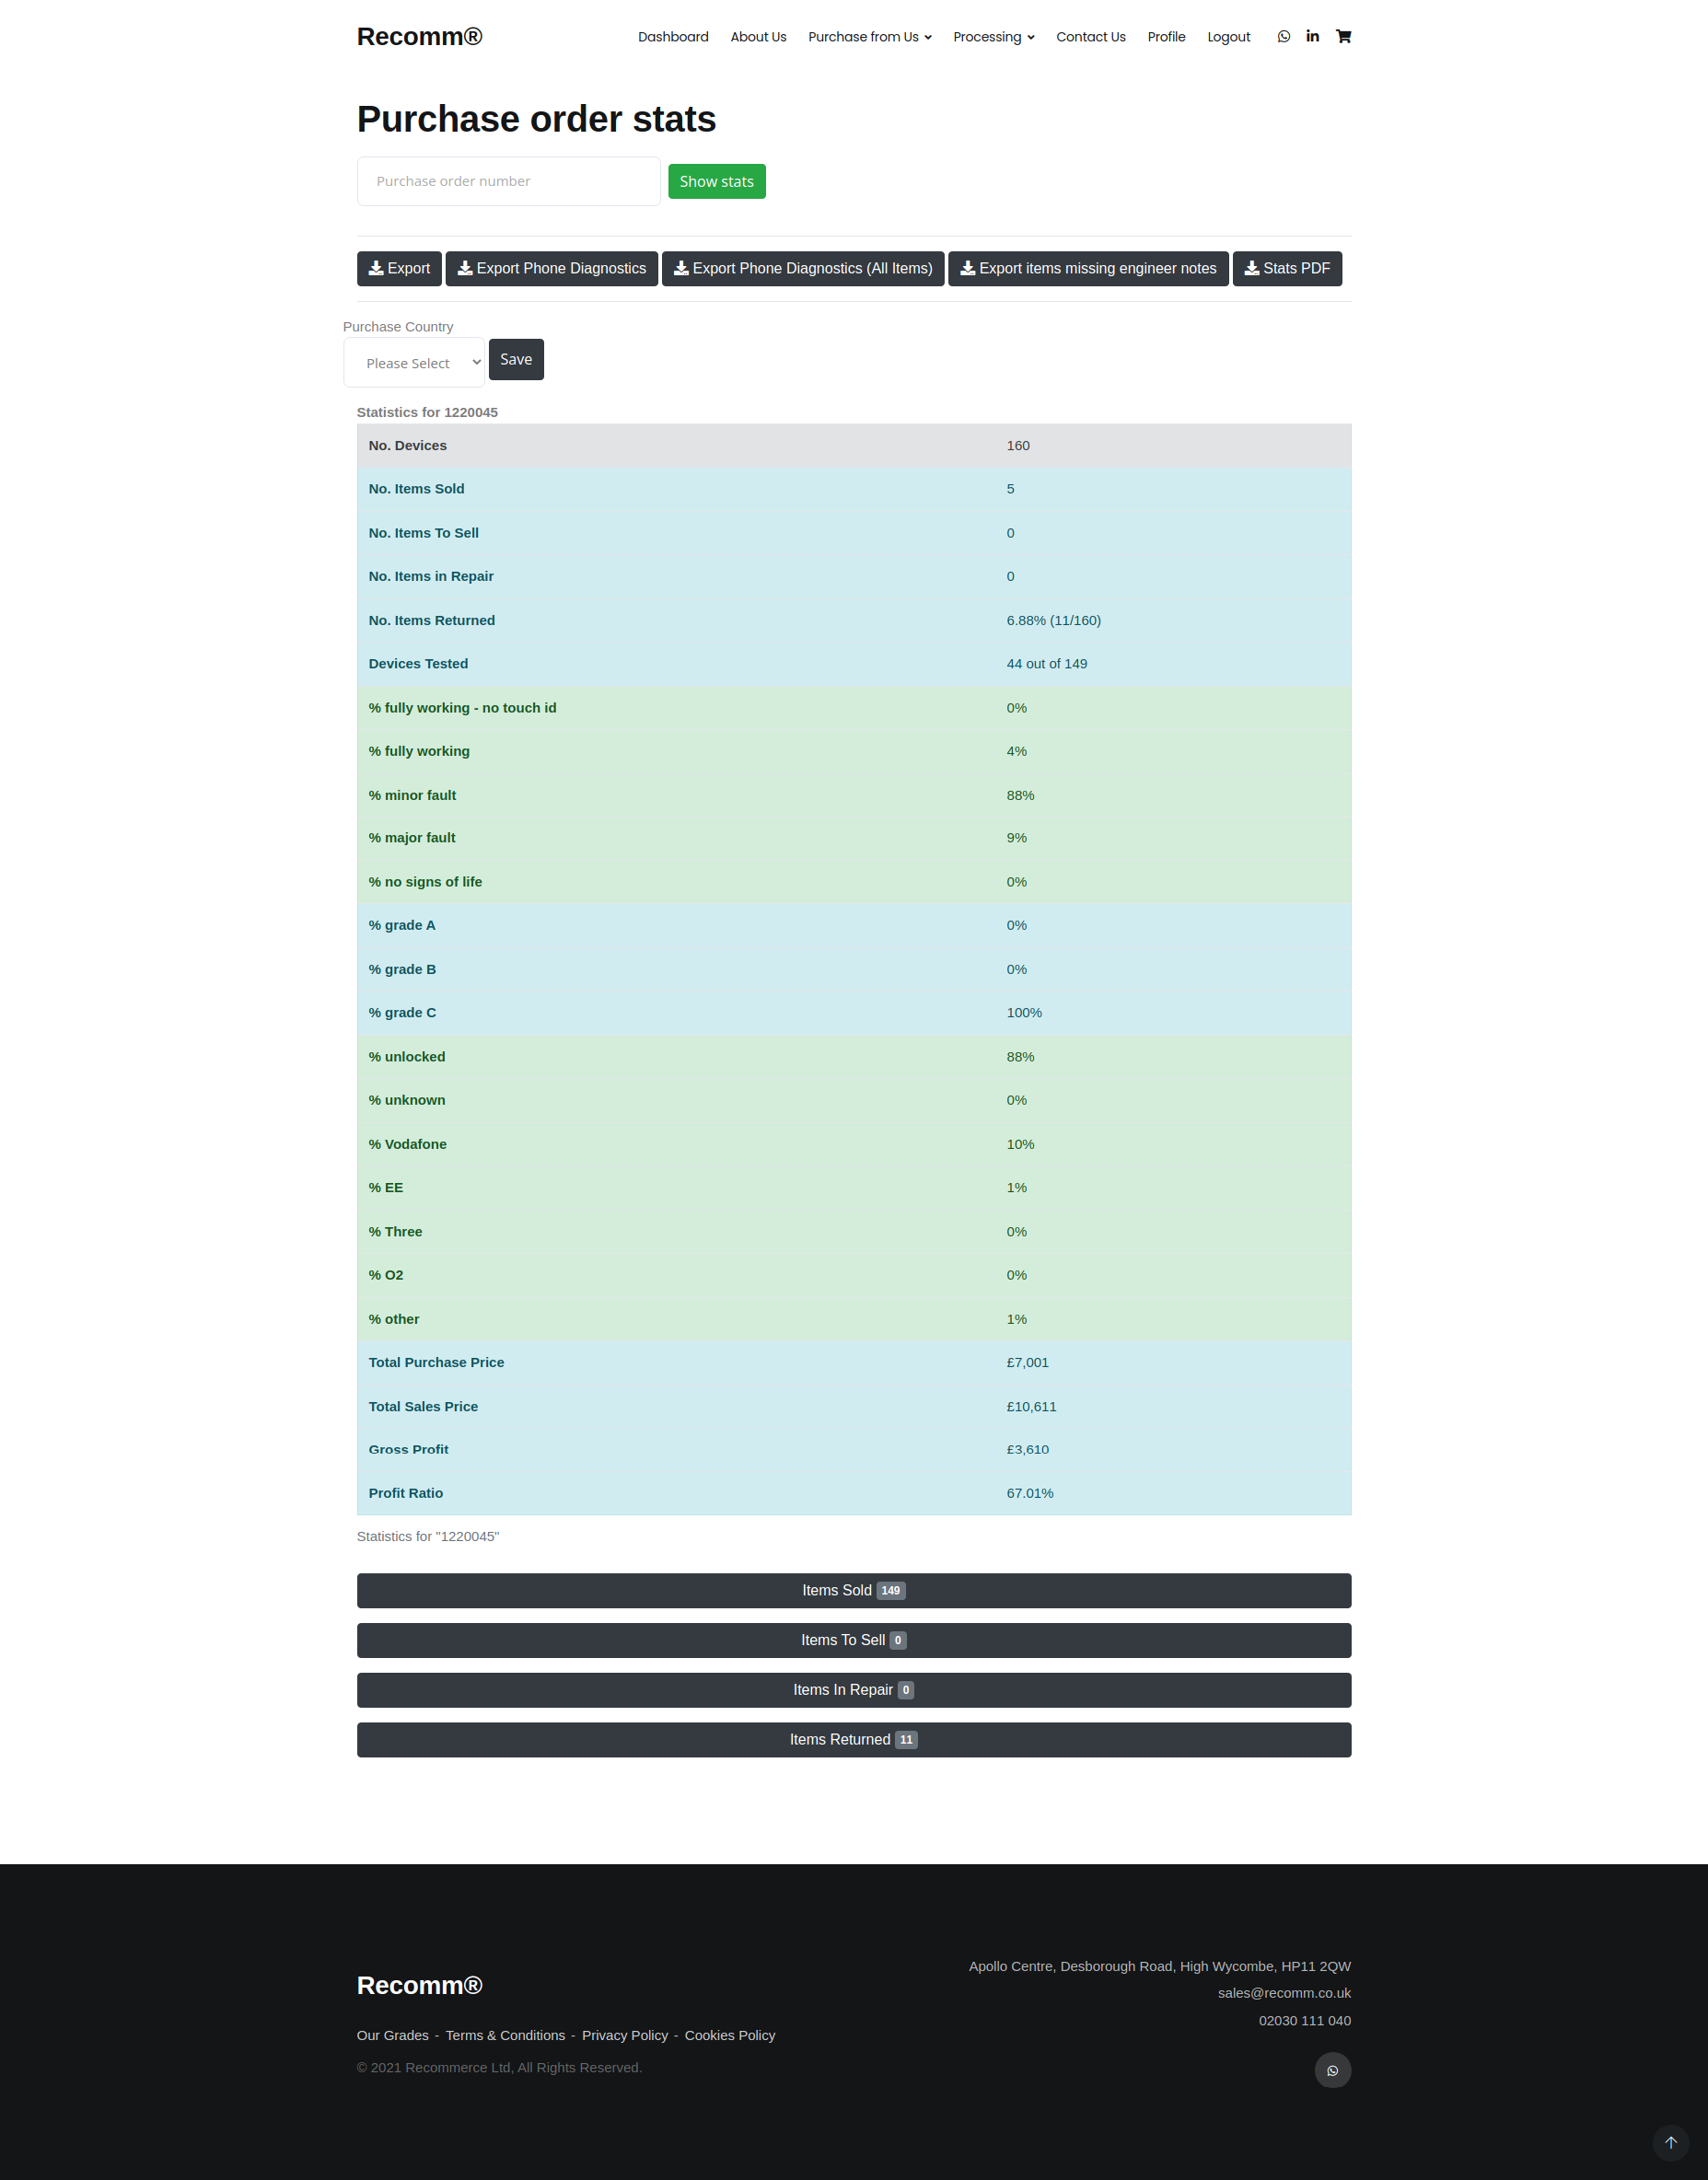 Recomm®
Dashboard About Us Purchase from Us Processing Contact Us Profile Logout
Purchase order stats
Purchase order number Show stats
Export Export Phone Diagnostics Export Phone Diagnostics (All Items) Export items missing engineer notes Stats PDF
Purchase Country
Please Select Save
Statistics for 1220045
No. Devices 160
No. Items Sold 5
No. Items To Sell 0
No. Items in Repair 0
No. Items Returned 6.88% (11/160)
Devices Tested 44 out of 149
% fully working - no touch id 0%
% fully working 4%
% minor fault 88%
% major fault 9%
% no signs of life 0%
% grade A 0%
% grade B 0%
% grade C 100%
% unlocked 88%
% unknown 0%
% Vodafone 10%
% EE 1%
% Three 0%
% O2 0%
% other 1%
Total Purchase Price £7,001
Total Sales Price £10,611
Gross Profit £3,610
Profit Ratio 67.01%
Statistics for "1220045"
Items Sold 149
Items To Sell 0
Items In Repair 0
Items Returned 11
Recomm®
Our Grades - Terms & Conditions - Privacy Policy - Cookies Policy
© 2021 Recommerce Ltd, All Rights Reserved.
Apollo Centre, Desborough Road, High Wycombe, HP11 2QW
sales@recomm.co.uk
02030 111 040